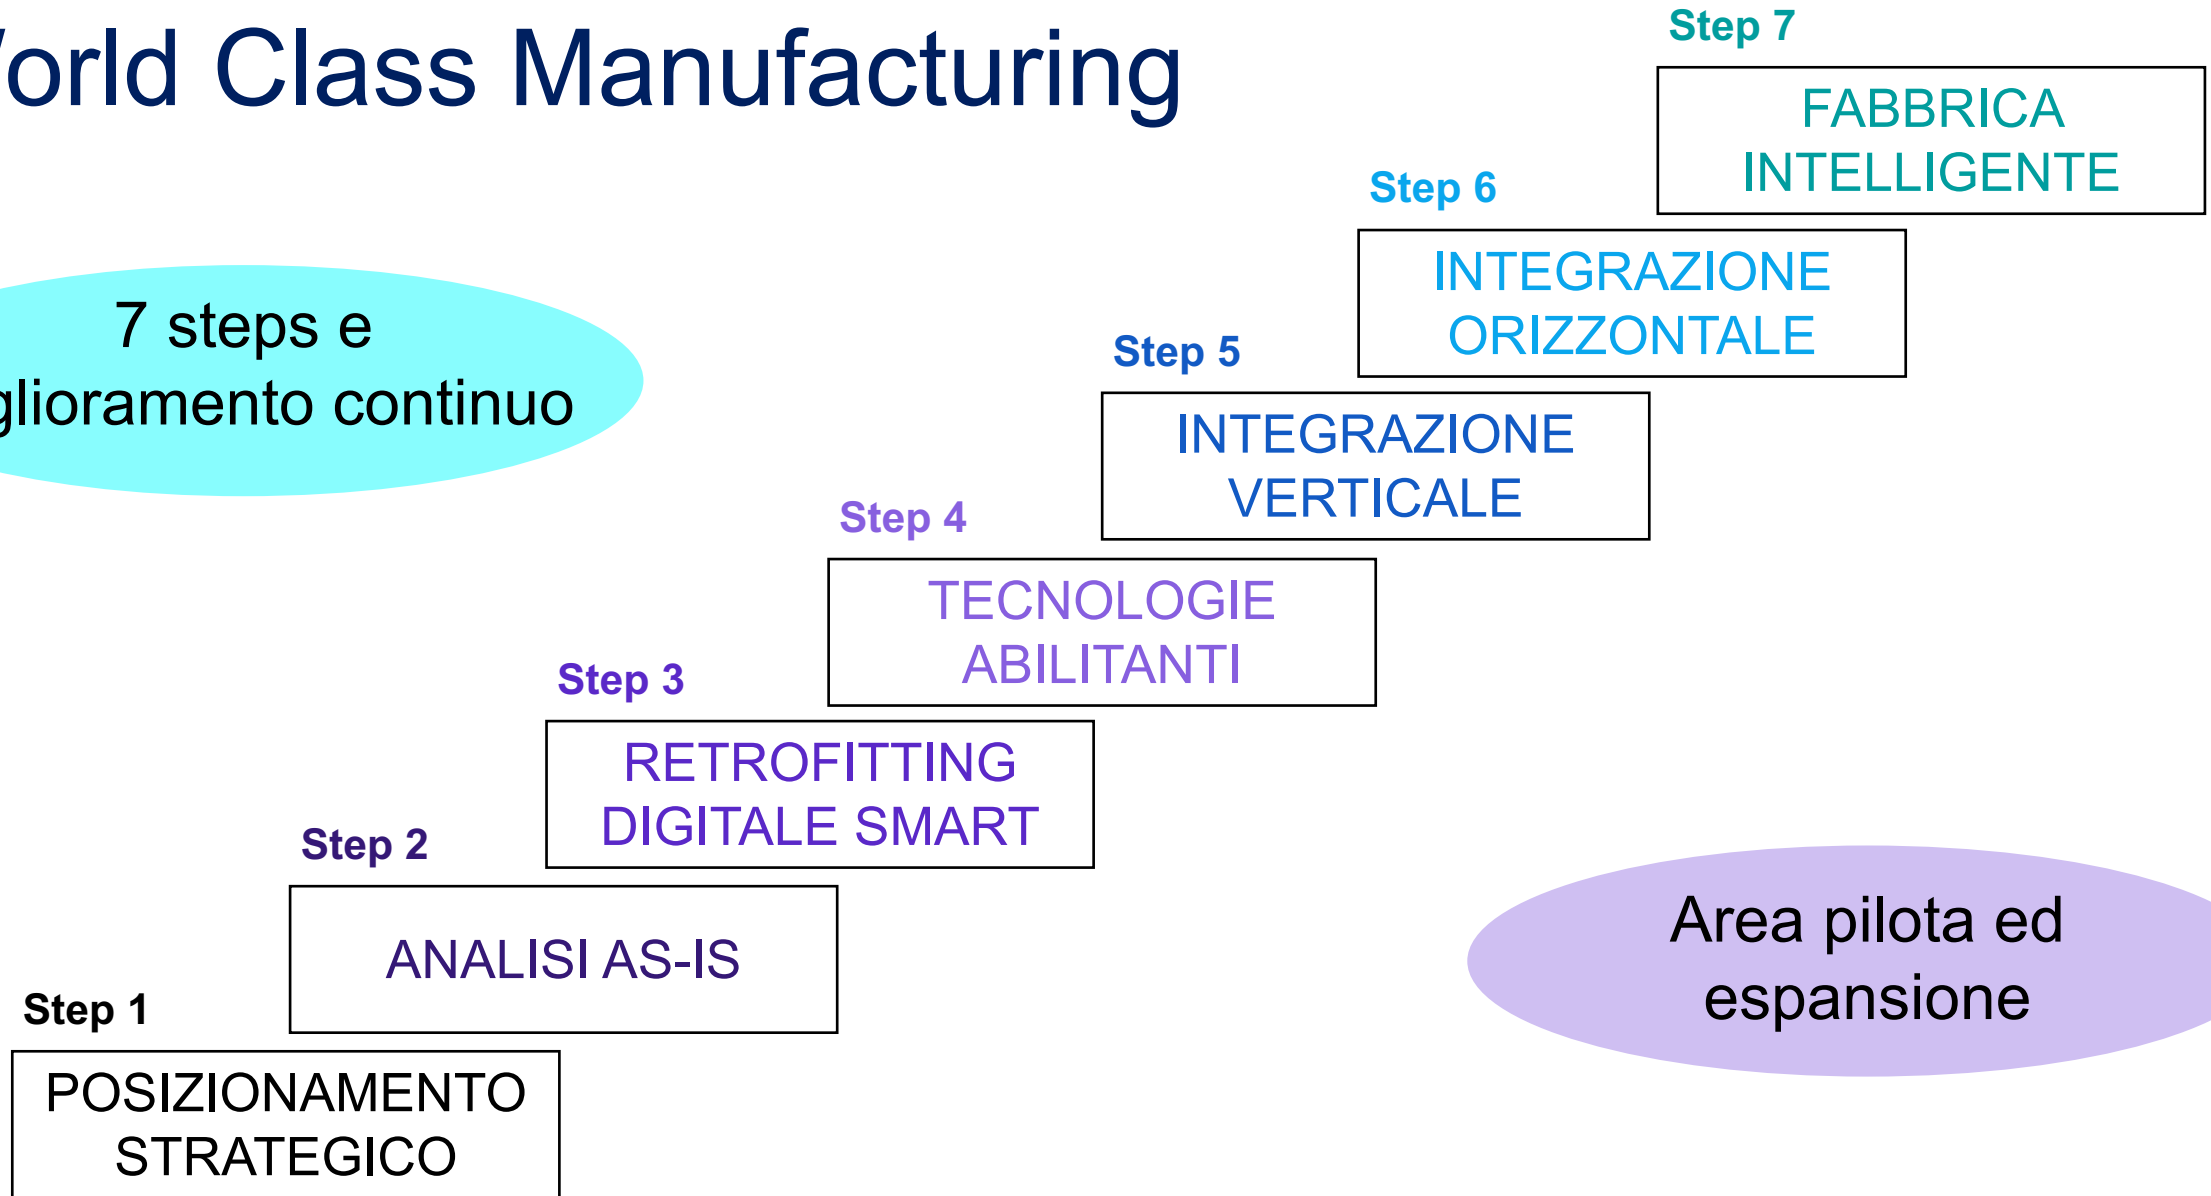 World Class Manufacturing
7 steps e
glioramento continuo
Step 7
FABBRICA
INTELLIGENTE
Step 6
INTEGRAZIONE
ORIZZONTALE
Step 5
INTEGRAZIONE
VERTICALE
Step 4
TECNOLOGIE
ABILITANTI
Step 3
RETROFITTING
DIGITALE SMART
Step 2
ANALISI AS-IS
Step 1
POSIZIONAMENTO
STRATEGICO
Area pilota ed
espansione